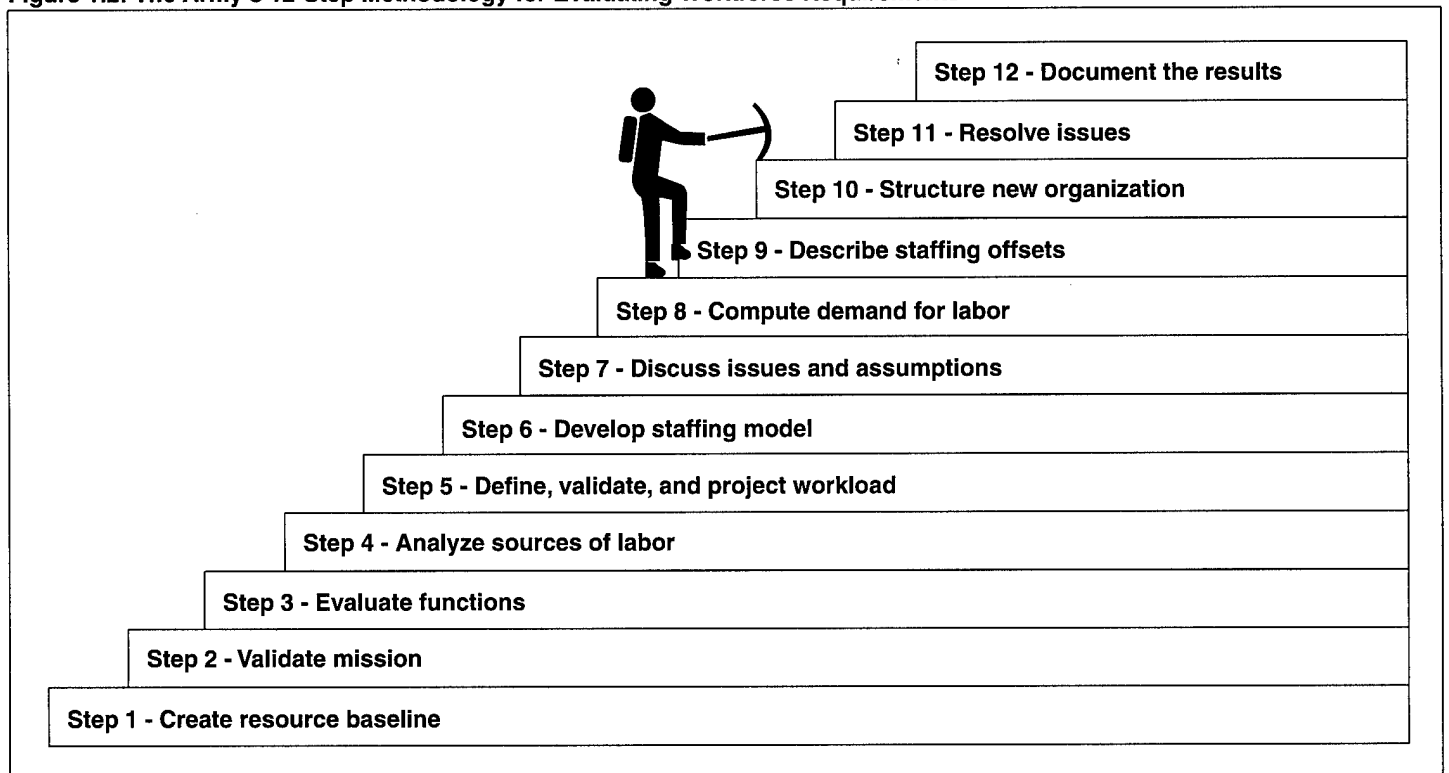 Step 12 - Document the results
Step 11 - Resolve issues
Step 10 - Structure new organization
Step 9 - Describe staffing offsets
Step 8 - Compute demand for labor
Step 7 - Discuss issues and assumptions
Step 6 - Develop staffing model
Step 5 - Define, validate, and project workload
Step 4 - Analyze sources of labor
Step 3 - Evaluate functions
Step 2 - Validate mission
Step 1 - Create resource baseline